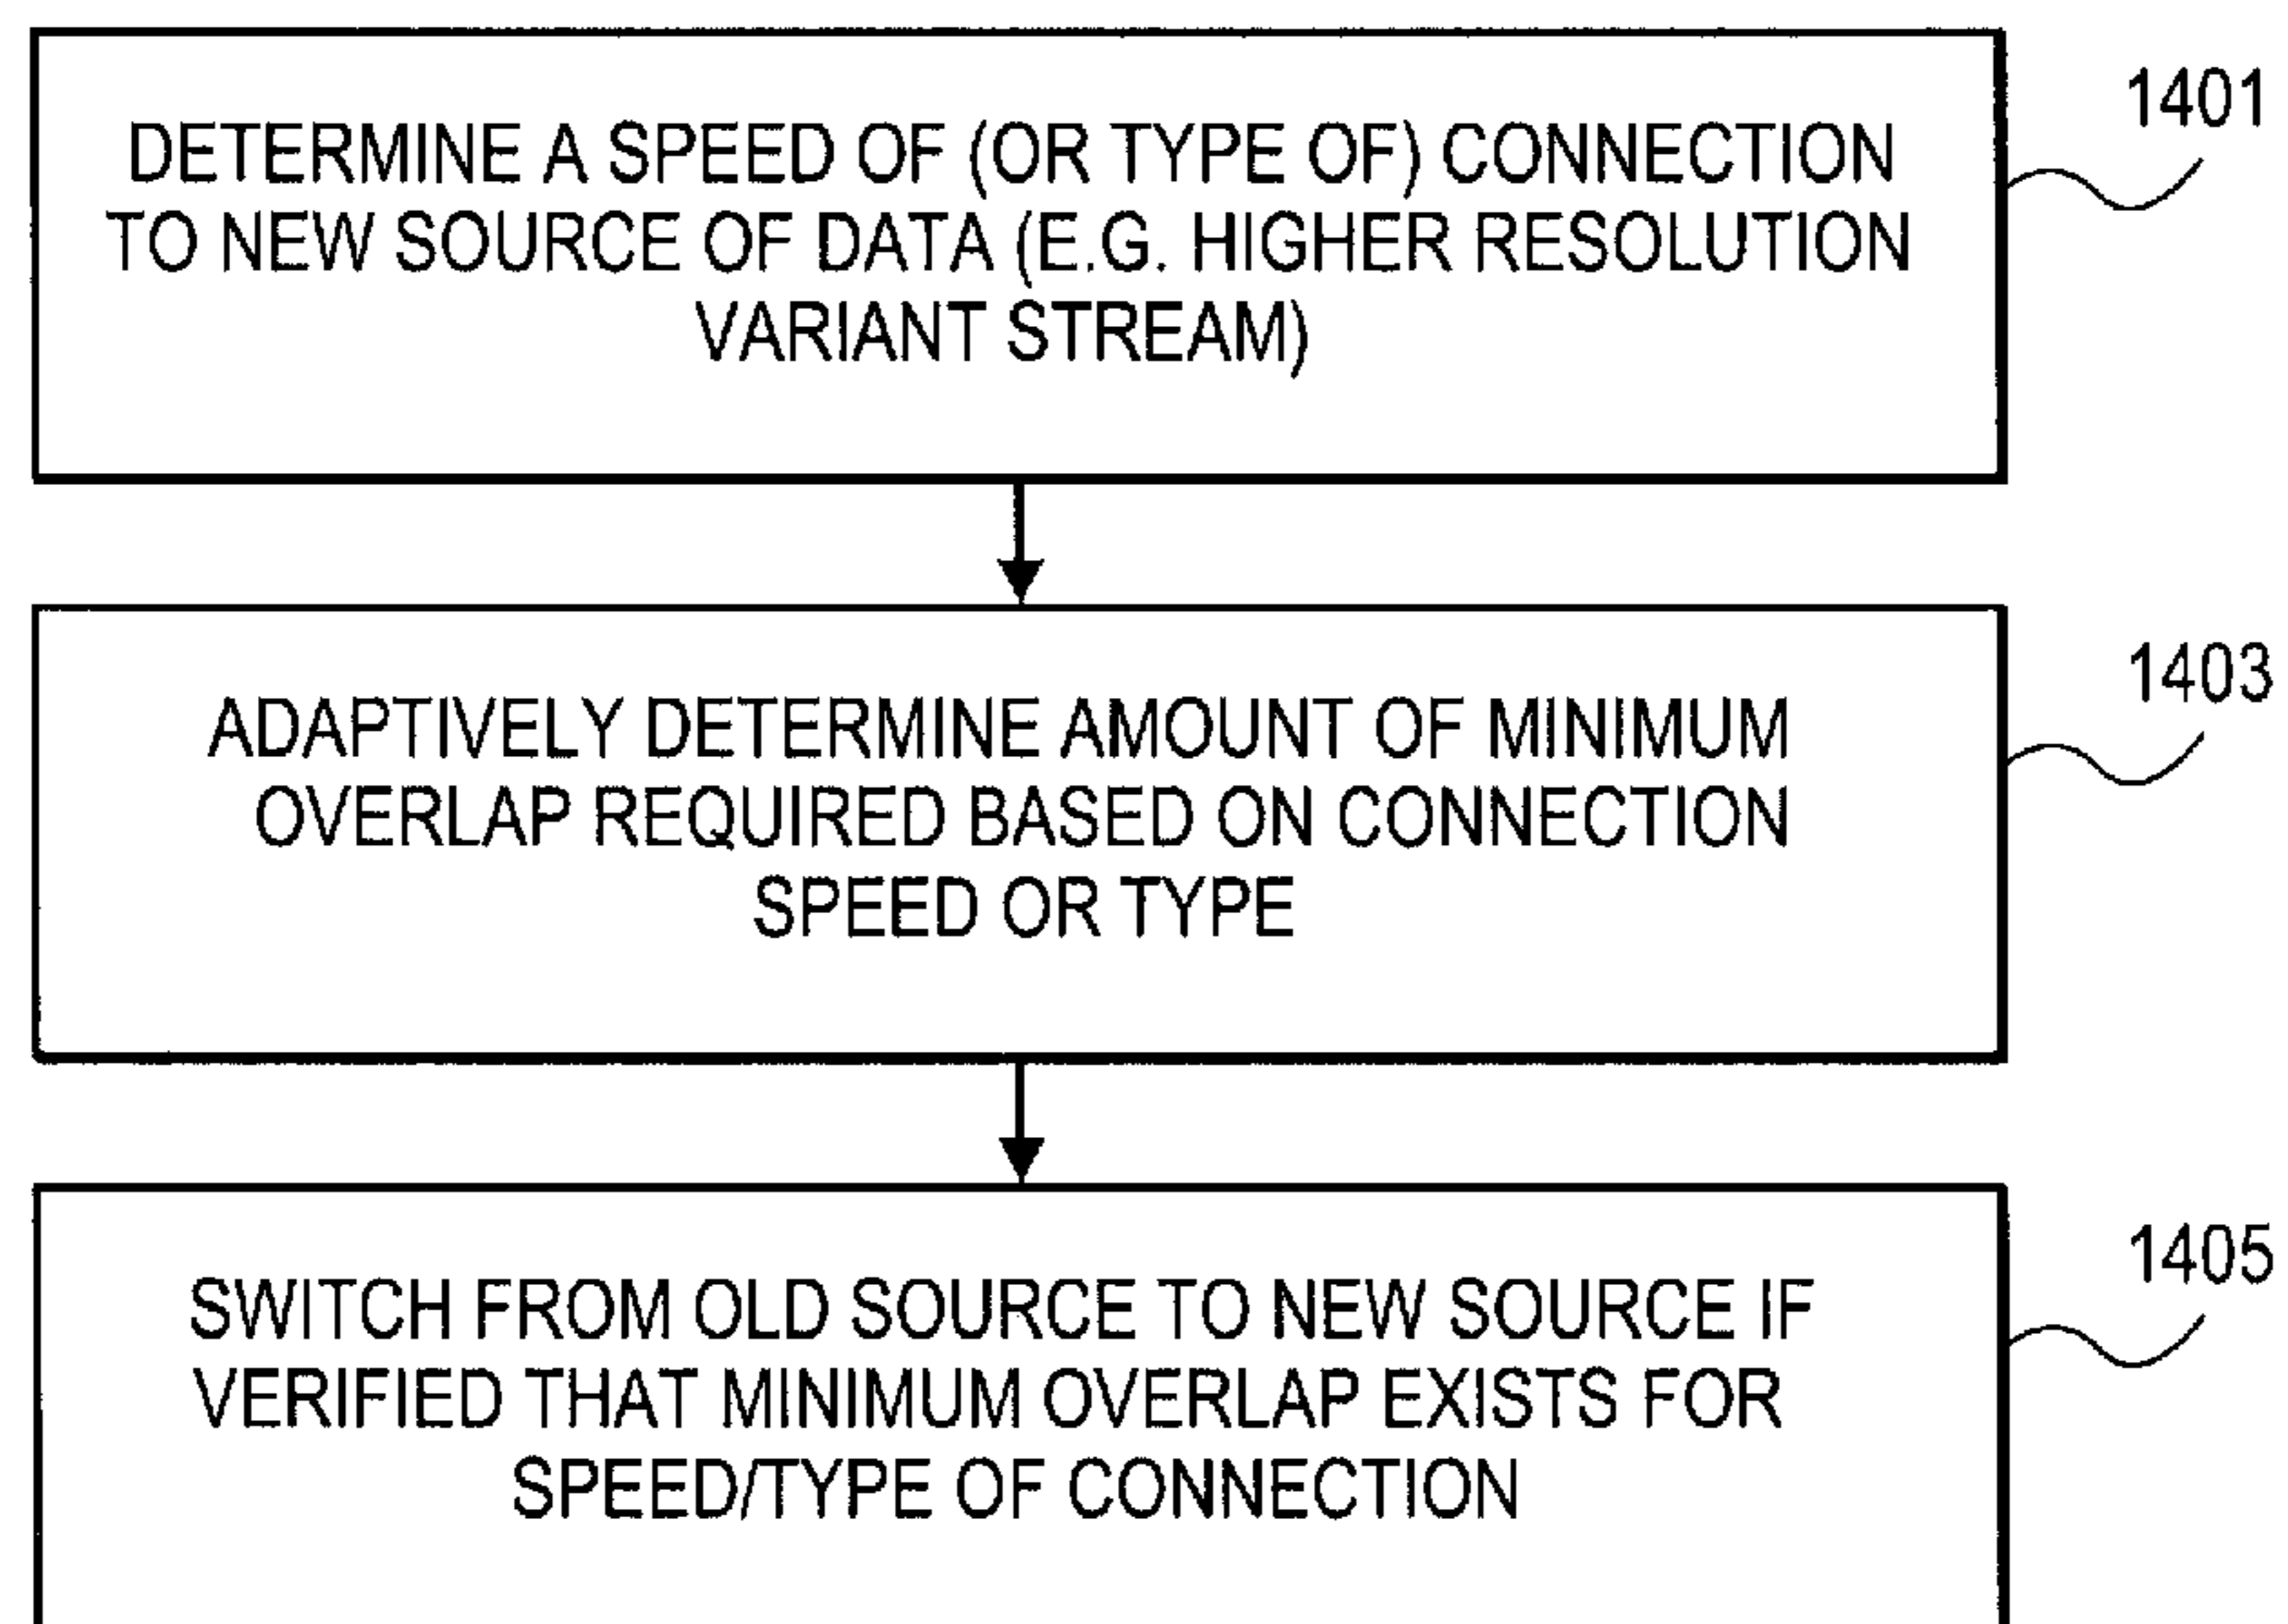 1401
DETERMINE A SPEED OF (OR TYPE OF) CONNECTION
TO NEW SOURCE OF DATA (E.G. HIGHER RESOLUTION
VARIANT STREAM)
1403
ADAPTIVELY DETERMINE AMOUNT OF MINIMUM
OVERLAP REQUIRED BASED ON CONNECTION
SPEED OR TYPE
1405
SWITCH FROM OLD SOURCE TO NEW SOURCE IF
VERIFIED THAT MINIMUM OVERLAP EXISTS FOR
SPEED/TYPE OF CONNECTION